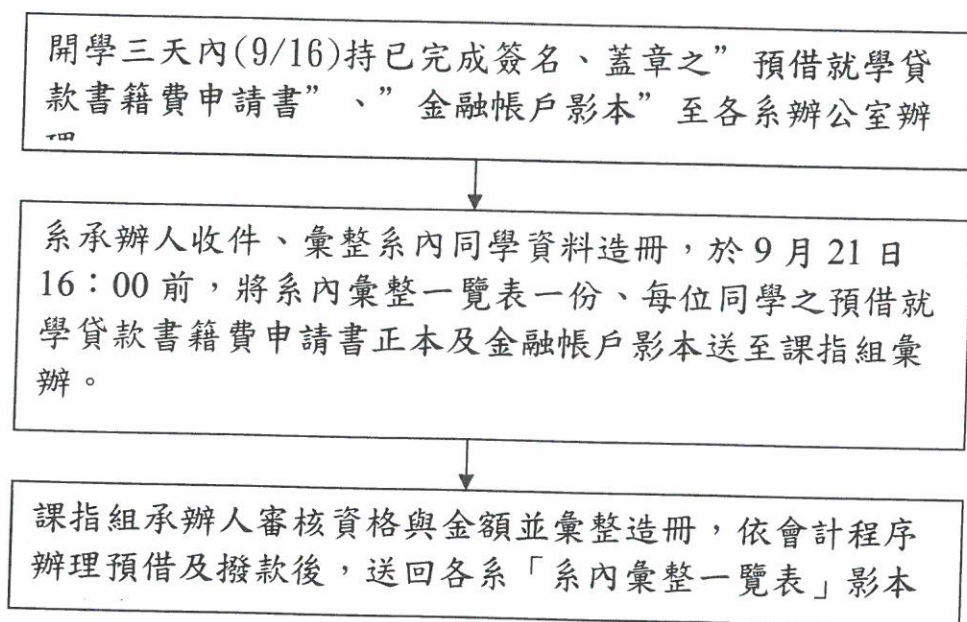 開學三天內(9/16)持已完成簽名、蓋章之”預借就學貸
款書籍費申請書”、”金融帳戶影本”至各系辦公室辦
系承辦人收件、彙整系內同學資料造冊，於 9 月 21 日
16：00 前，將系內彙整一覽表一份、每位同學之預借就
學貸款書籍費申請書正本及金融帳戶影本送至課指組彙
辦。
課指組承辦人審核資格與金額並彙整造冊，依會計程序
辦理預借及撥款後，送回各系「系內彙整一覽表」影本